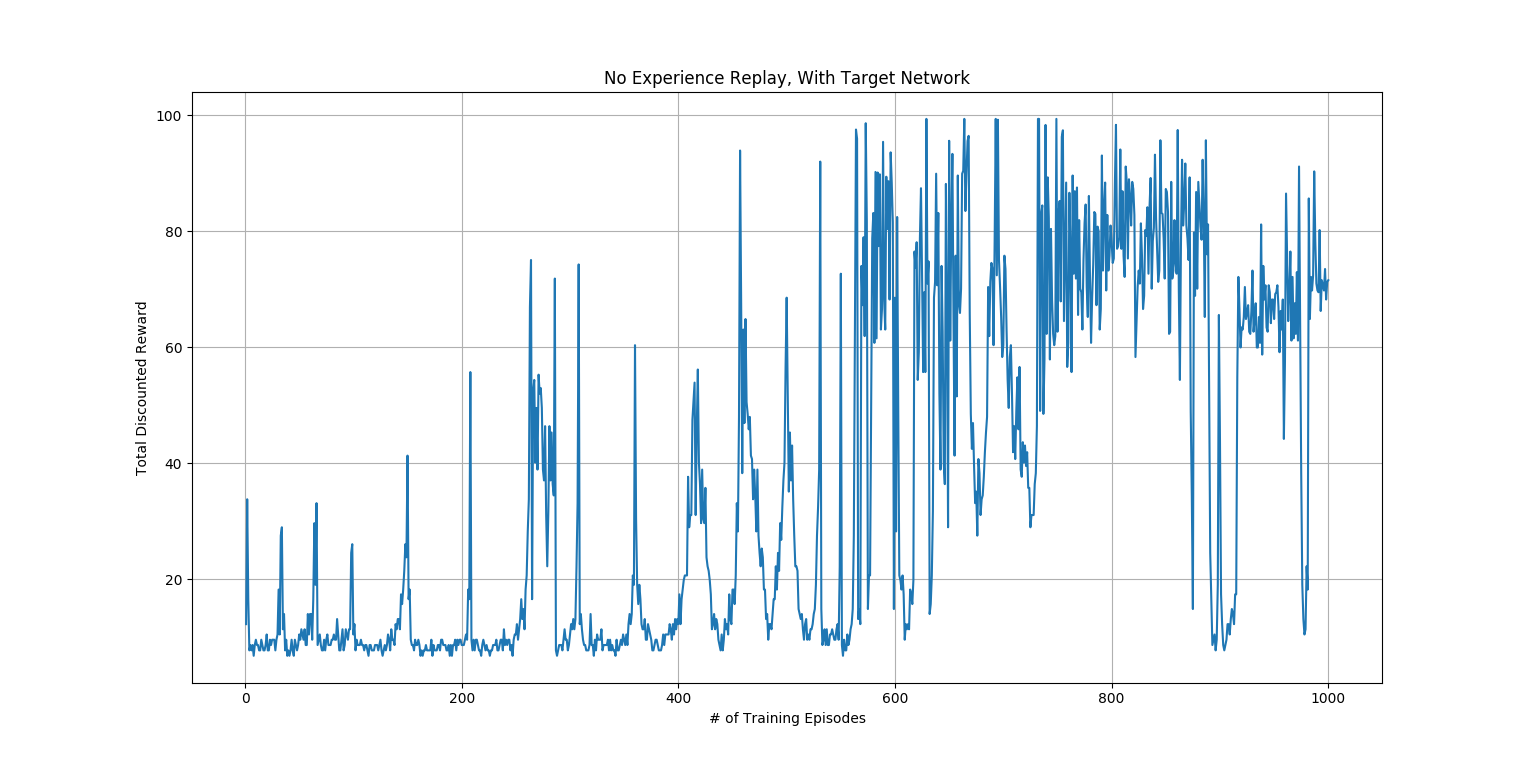 No Experience Replay, With Target Network
100
80
60
40
20
Total Discounted Reward
0 200 400 600 800 1000
# of Training Episodes